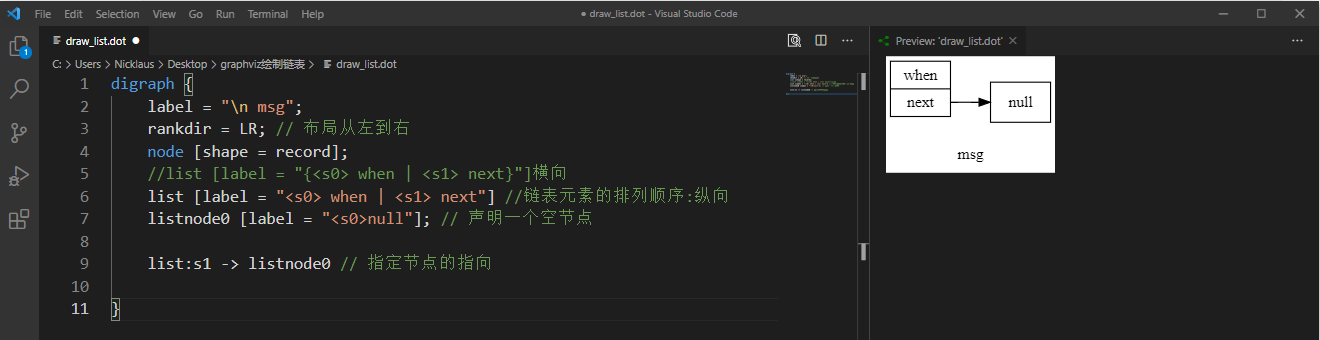 File Edit Selection View Go Run Terminal Help
● draw_list.dot - Visual Studio Code
1
draw_list.dot ●
Preview: 'draw_list.dot' ×
C: > Users > Nicklaus > Desktop > graphviz绘制链表 > draw_list.dot
1 digraph {
2 label = "\n msg";
3 rankdir = LR; // 布局从左到右
4 node [shape = record];
5 //list [label = "{<s0> when | <s1> next}"]横向
6 list [label = "<s0> when | <s1> next"] //链表元素的排列顺序:纵向
7 listnode0 [label = "<s0>null"]; // 声明一个空节点
8
9 list:s1 -> listnode0 // 指定节点的指向
10
11 }
when
next
null
msg